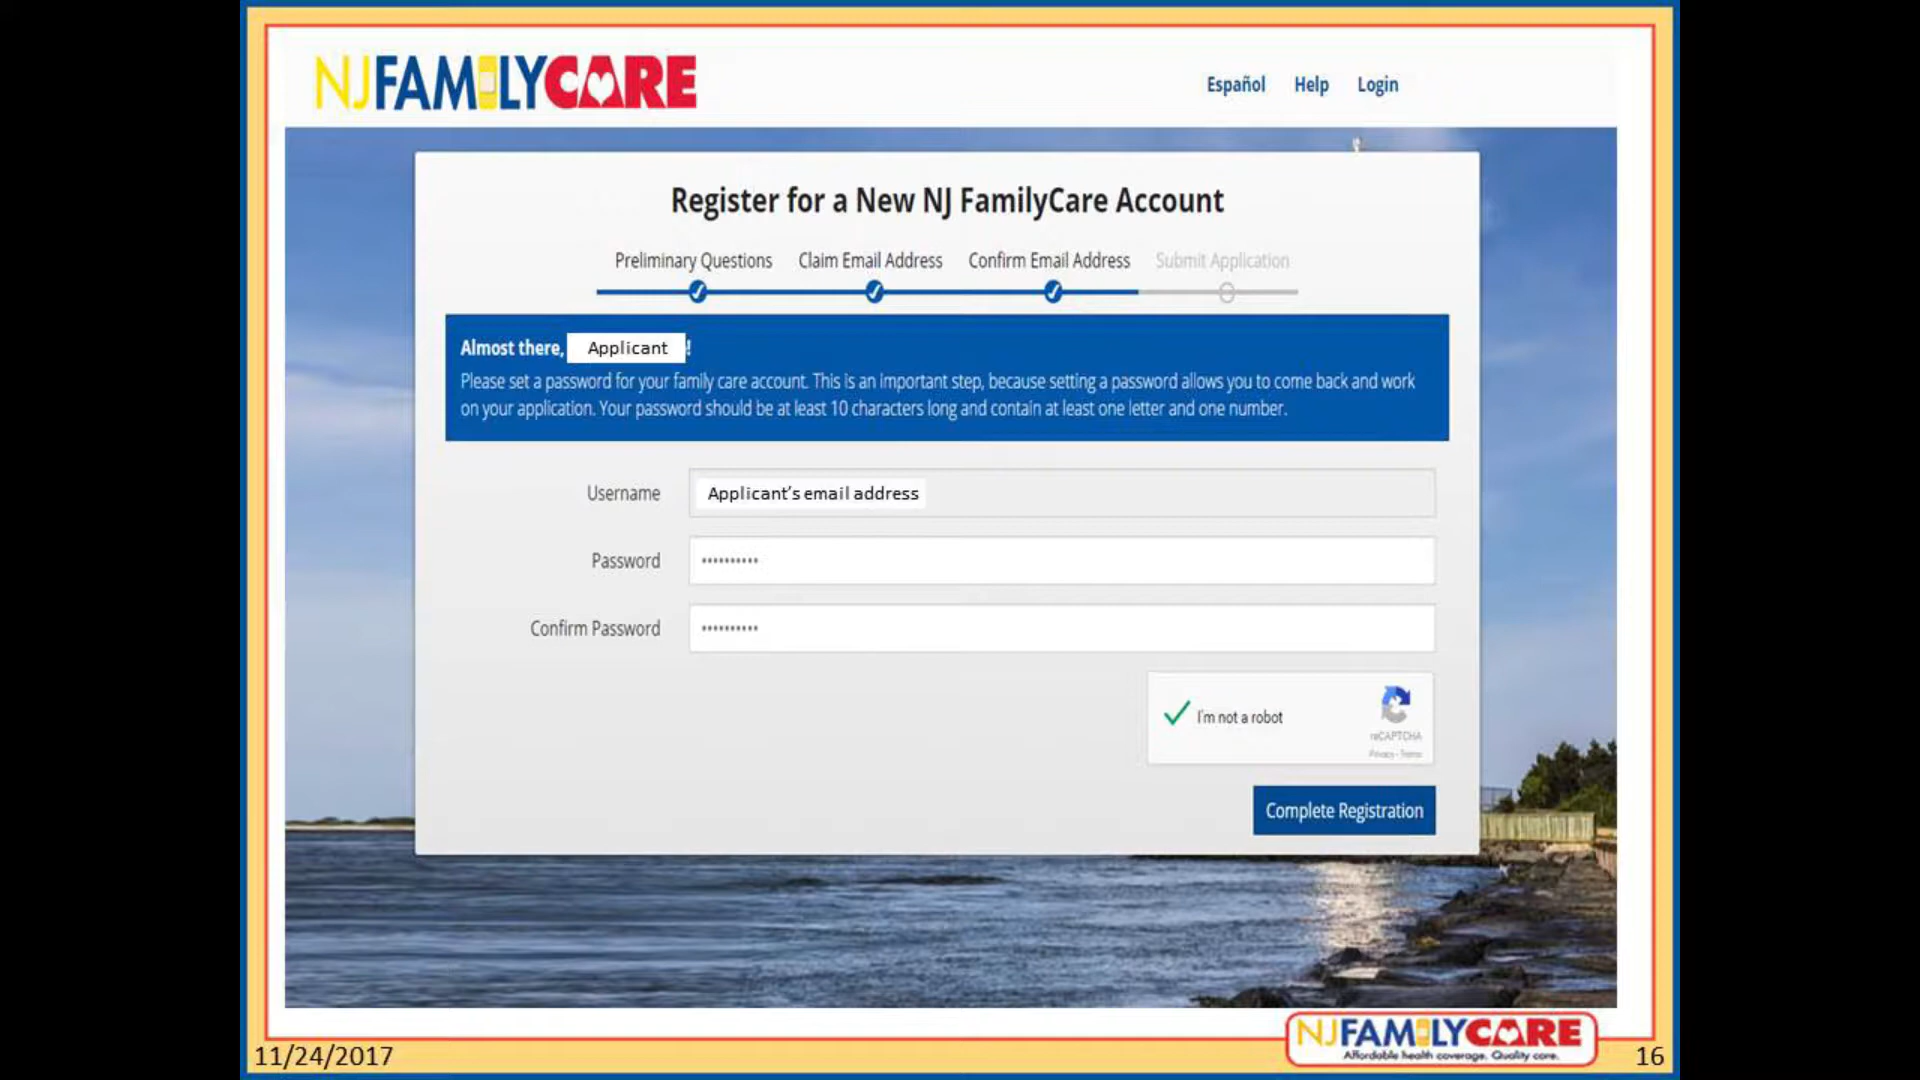 NJFAMILYCARE
Español Help Login
Register for a New NJ FamilyCare Account
Preliminary Questions Claim Email Address Confirm Email Address Submit Application
Almost there, Applicant !
Please set a password for your family care account. This is an important step, because setting a password allows you to come back and work
on your application. Your password should be at least 10 characters long and contain at least one letter and one number.
Username Applicant's email address
Password ••••••••••
Confirm Password ••••••••••
I'm not a robot
reCAPTCHA
Privacy - Terms
Complete Registration
NJFAMILYCARE
Affordable health coverage. Quality care.
11/24/2017
16